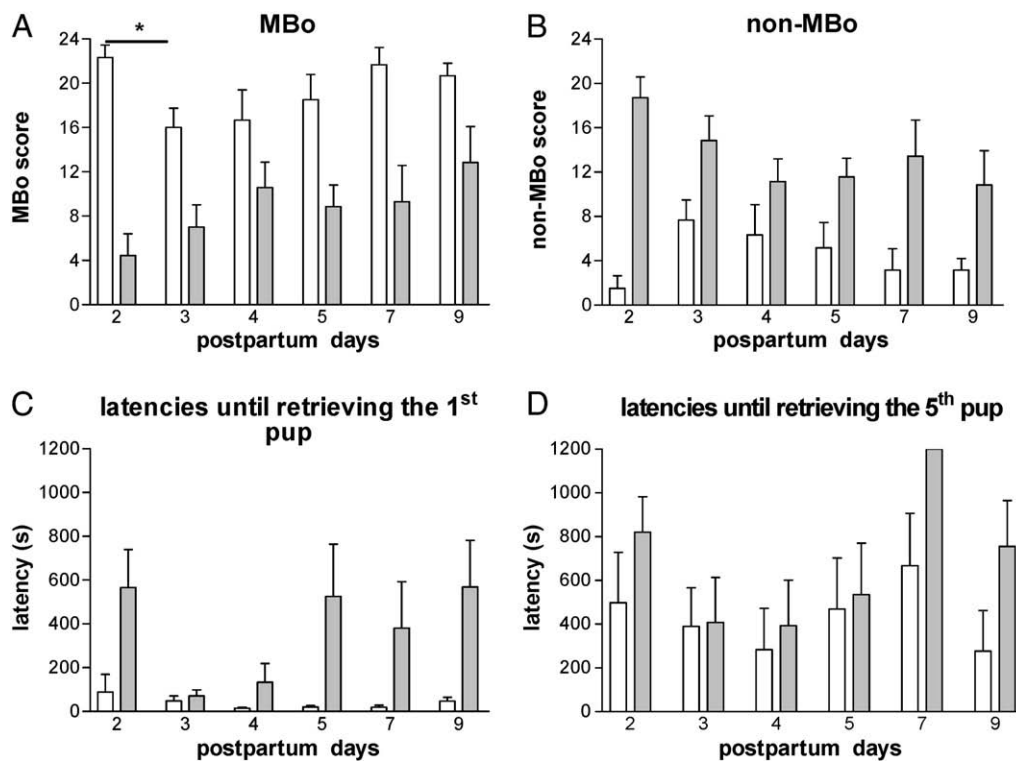 A
MBo
*
24
20
16
12
8
4
0
MBo score
2 3 4 5 7 9
postpartum days
B
non-MBo
24
20
16
12
8
4
0
non-MBo score
2 3 4 5 7 9
postpartum days
C
latencies until retrieving the 1st
pup
1200
1000
800
600
400
200
0
latency (s)
2 3 4 5 7 9
postpartum days
D
latencies until retrieving the 5th pup
1200
1000
800
600
400
200
0
latency (s)
2 3 4 5 7 9
postpartum days